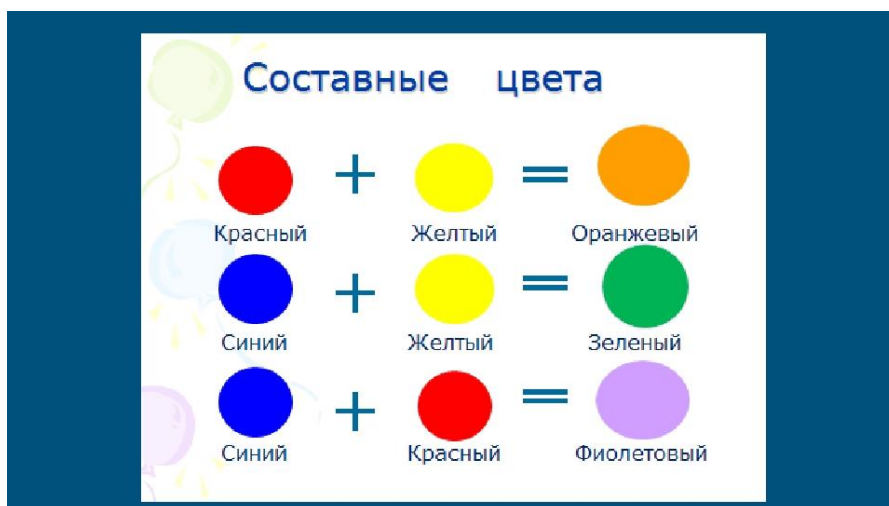 Составные цвета
+ =
Красный Желтый Оранжевый
+ =
Синий Желтый Зеленый
+ =
Синий Красный Фиолетовый